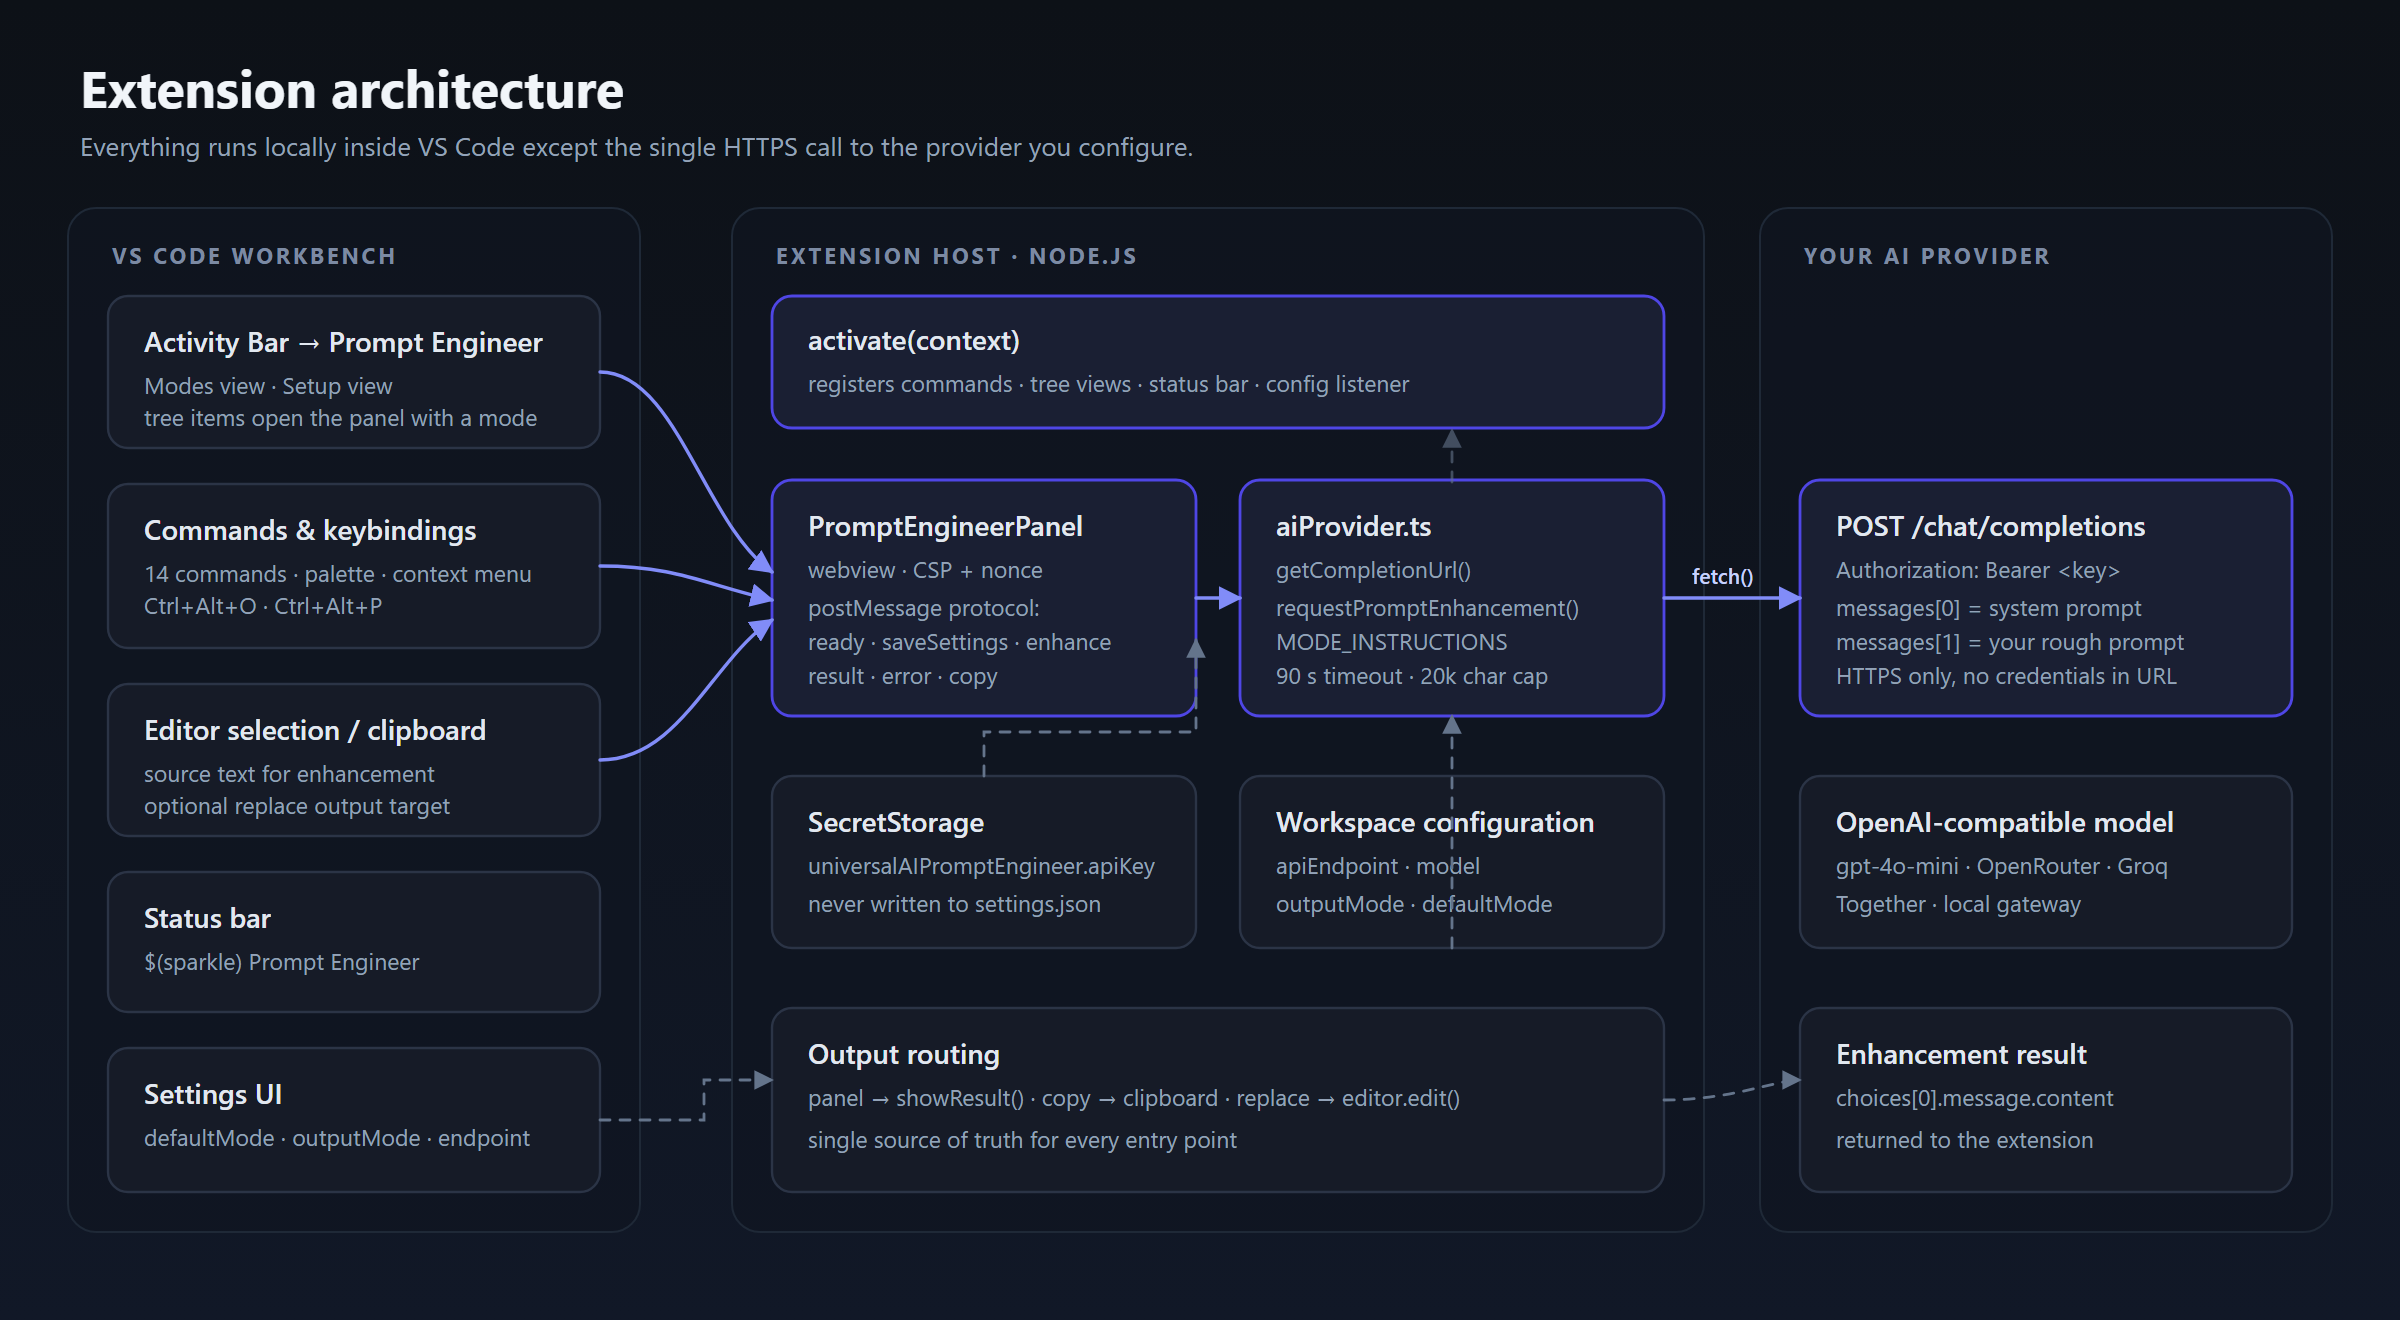 Extension architecture
Everything runs locally inside VS Code except the single HTTPS call to the provider you configure.
VS CODE WORKBENCH
Activity Bar → Prompt Engineer
Modes view · Setup view
tree items open the panel with a mode
Commands & keybindings
14 commands · palette · context menu
Ctrl+Alt+O · Ctrl+Alt+P
Editor selection / clipboard
source text for enhancement
optional replace output target
Status bar
$(sparkle) Prompt Engineer
Settings UI
defaultMode · outputMode · endpoint
EXTENSION HOST · NODE.JS
activate(context)
registers commands · tree views · status bar · config listener
PromptEngineerPanel
webview · CSP + nonce
postMessage protocol:
ready · saveSettings · enhance
result · error · copy
aiProvider.ts
getCompletionUrl()
requestPromptEnhancement()
MODE_INSTRUCTIONS
90 s timeout · 20k char cap
SecretStorage
universalAIPromptEngineer.apiKey
never written to settings.json
Workspace configuration
apiEndpoint · model
outputMode · defaultMode
Output routing
panel → showResult() · copy → clipboard · replace → editor.edit()
single source of truth for every entry point
fetch()
YOUR AI PROVIDER
POST /chat/completions
Authorization: Bearer <key>
messages[0] = system prompt
messages[1] = your rough prompt
HTTPS only, no credentials in URL
OpenAI-compatible model
gpt-4o-mini · OpenRouter · Groq
Together · local gateway
Enhancement result
choices[0].message.content
returned to the extension